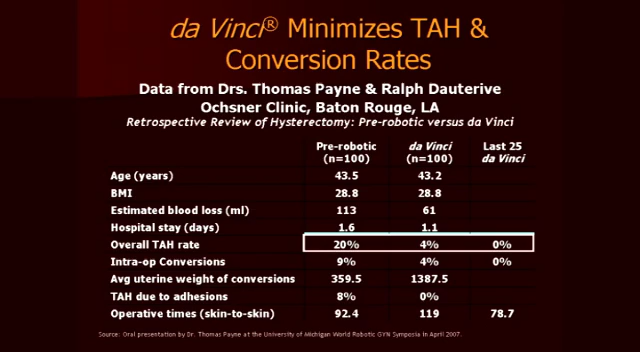 da Vinci® Minimizes TAH &
Conversion Rates
Data from Drs. Thomas Payne & Ralph Dauterive
Ochsner Clinic, Baton Rouge, LA
Retrospective Review of Hysterectomy: Pre-robotic versus da Vinci
Pre-robotic da Vinci Last 25
(n=100) (n=100) da Vinci
Age (years) 43.5 43.2
BMI 28.8 28.8
Estimated blood loss (ml) 113 61
Hospital stay (days) 1.6 1.1
Overall TAH rate 20% 4% 0%
Intra-op Conversions 9% 4% 0%
Avg uterine weight of conversions 359.5 1387.5
TAH due to adhesions 8% 0%
Operative times (skin-to-skin) 92.4 119 78.7
Source: Oral presentation by Dr. Thomas Payne at the University of Michigan World Robotic GYN Symposia in April 2007.